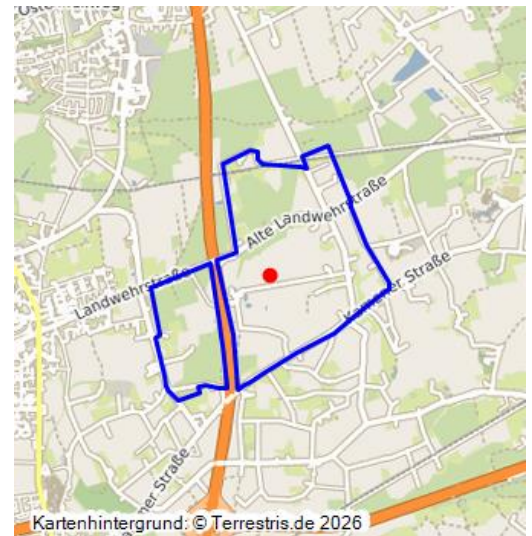 Alte Landwehrstraße
Landwehrstraße
Kamener Straße
Kartenhintergrund: © Terrestris.de 2026